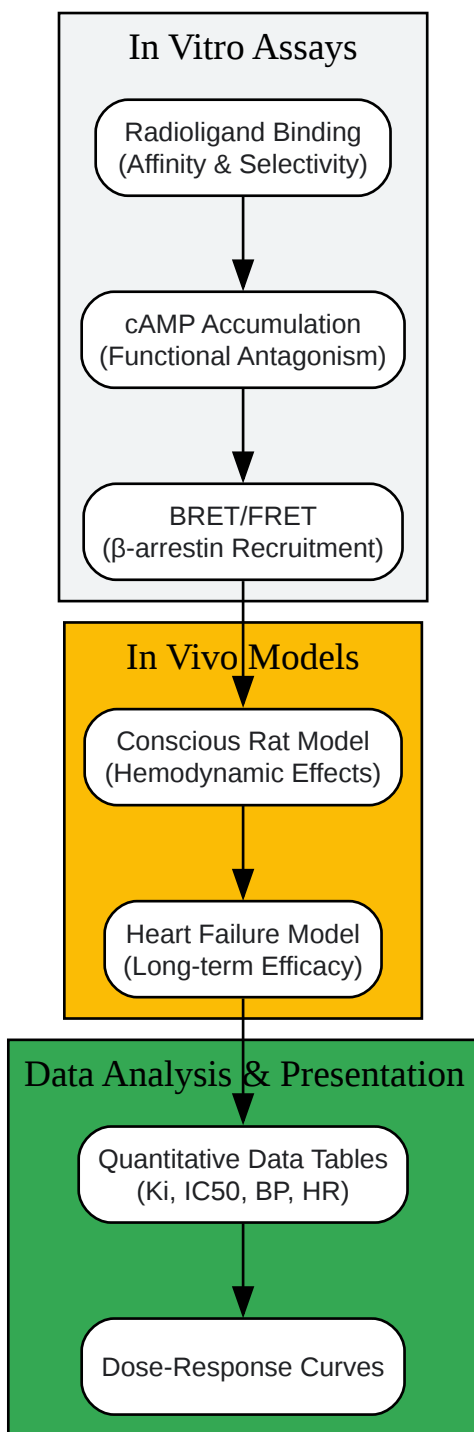 In Vitro Assays
Radioligand Binding
(Affinity & Selectivity)
cAMP Accumulation
(Functional Antagonism)
BRET/FRET
(β-arrestin Recruitment)
In Vivo Models
Conscious Rat Model
(Hemodynamic Effects)
Heart Failure Model
(Long-term Efficacy)
Data Analysis & Presentation
Quantitative Data Tables
(Ki, IC50, BP, HR)
Dose-Response Curves